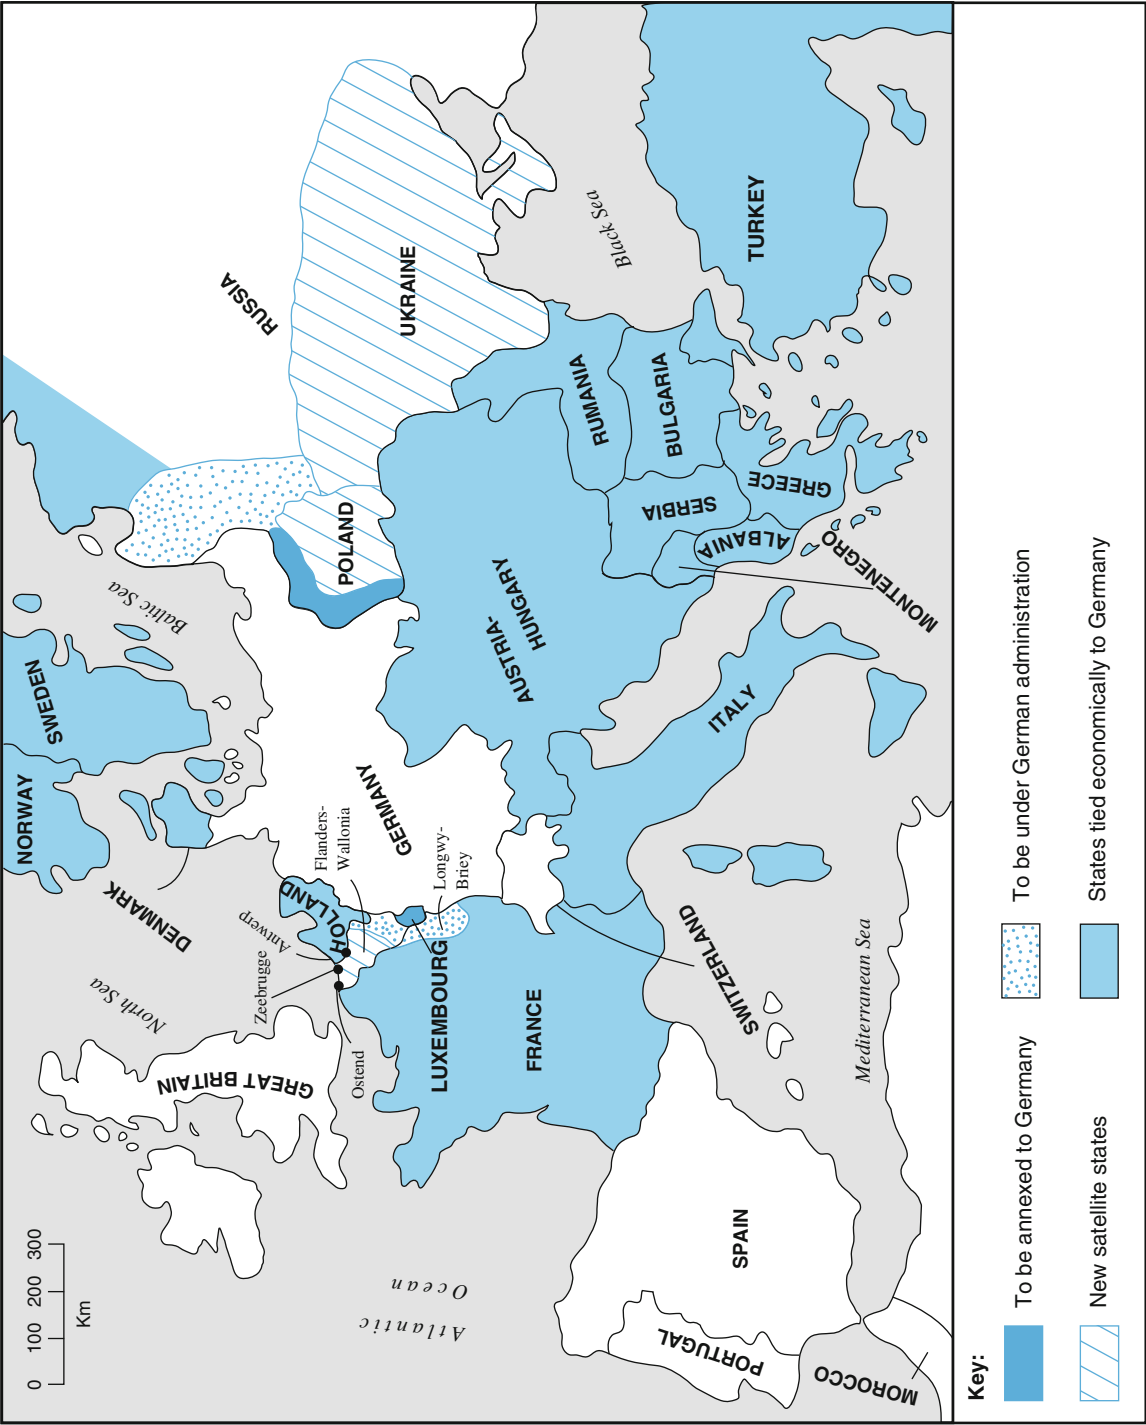 NORWAY
SWEDEN
Baltic Sea
RUSSIA
DENMARK
North Sea
GREAT BRITAIN
HOLLAND
Antwerp
Zeebrugge
Ostend
Flanders-
Wallonia
Longwy-
Briey
LUXEMBOURG
GERMANY
POLAND
UKRAINE
FRANCE
AUSTRIA-
HUNGARY
RUMANIA
BULGARIA
SERBIA
ALBANIA
GREECE
MONTENEGRO
Black Sea
TURKEY
ITALY
SWITZERLAND
Mediterranean Sea
SPAIN
PORTUGAL
MOROCCO
Atlantic
Ocean
0 100 200 300
Km
Key:
To be annexed to Germany
To be under German administration
New satellite states
States tied economically to Germany